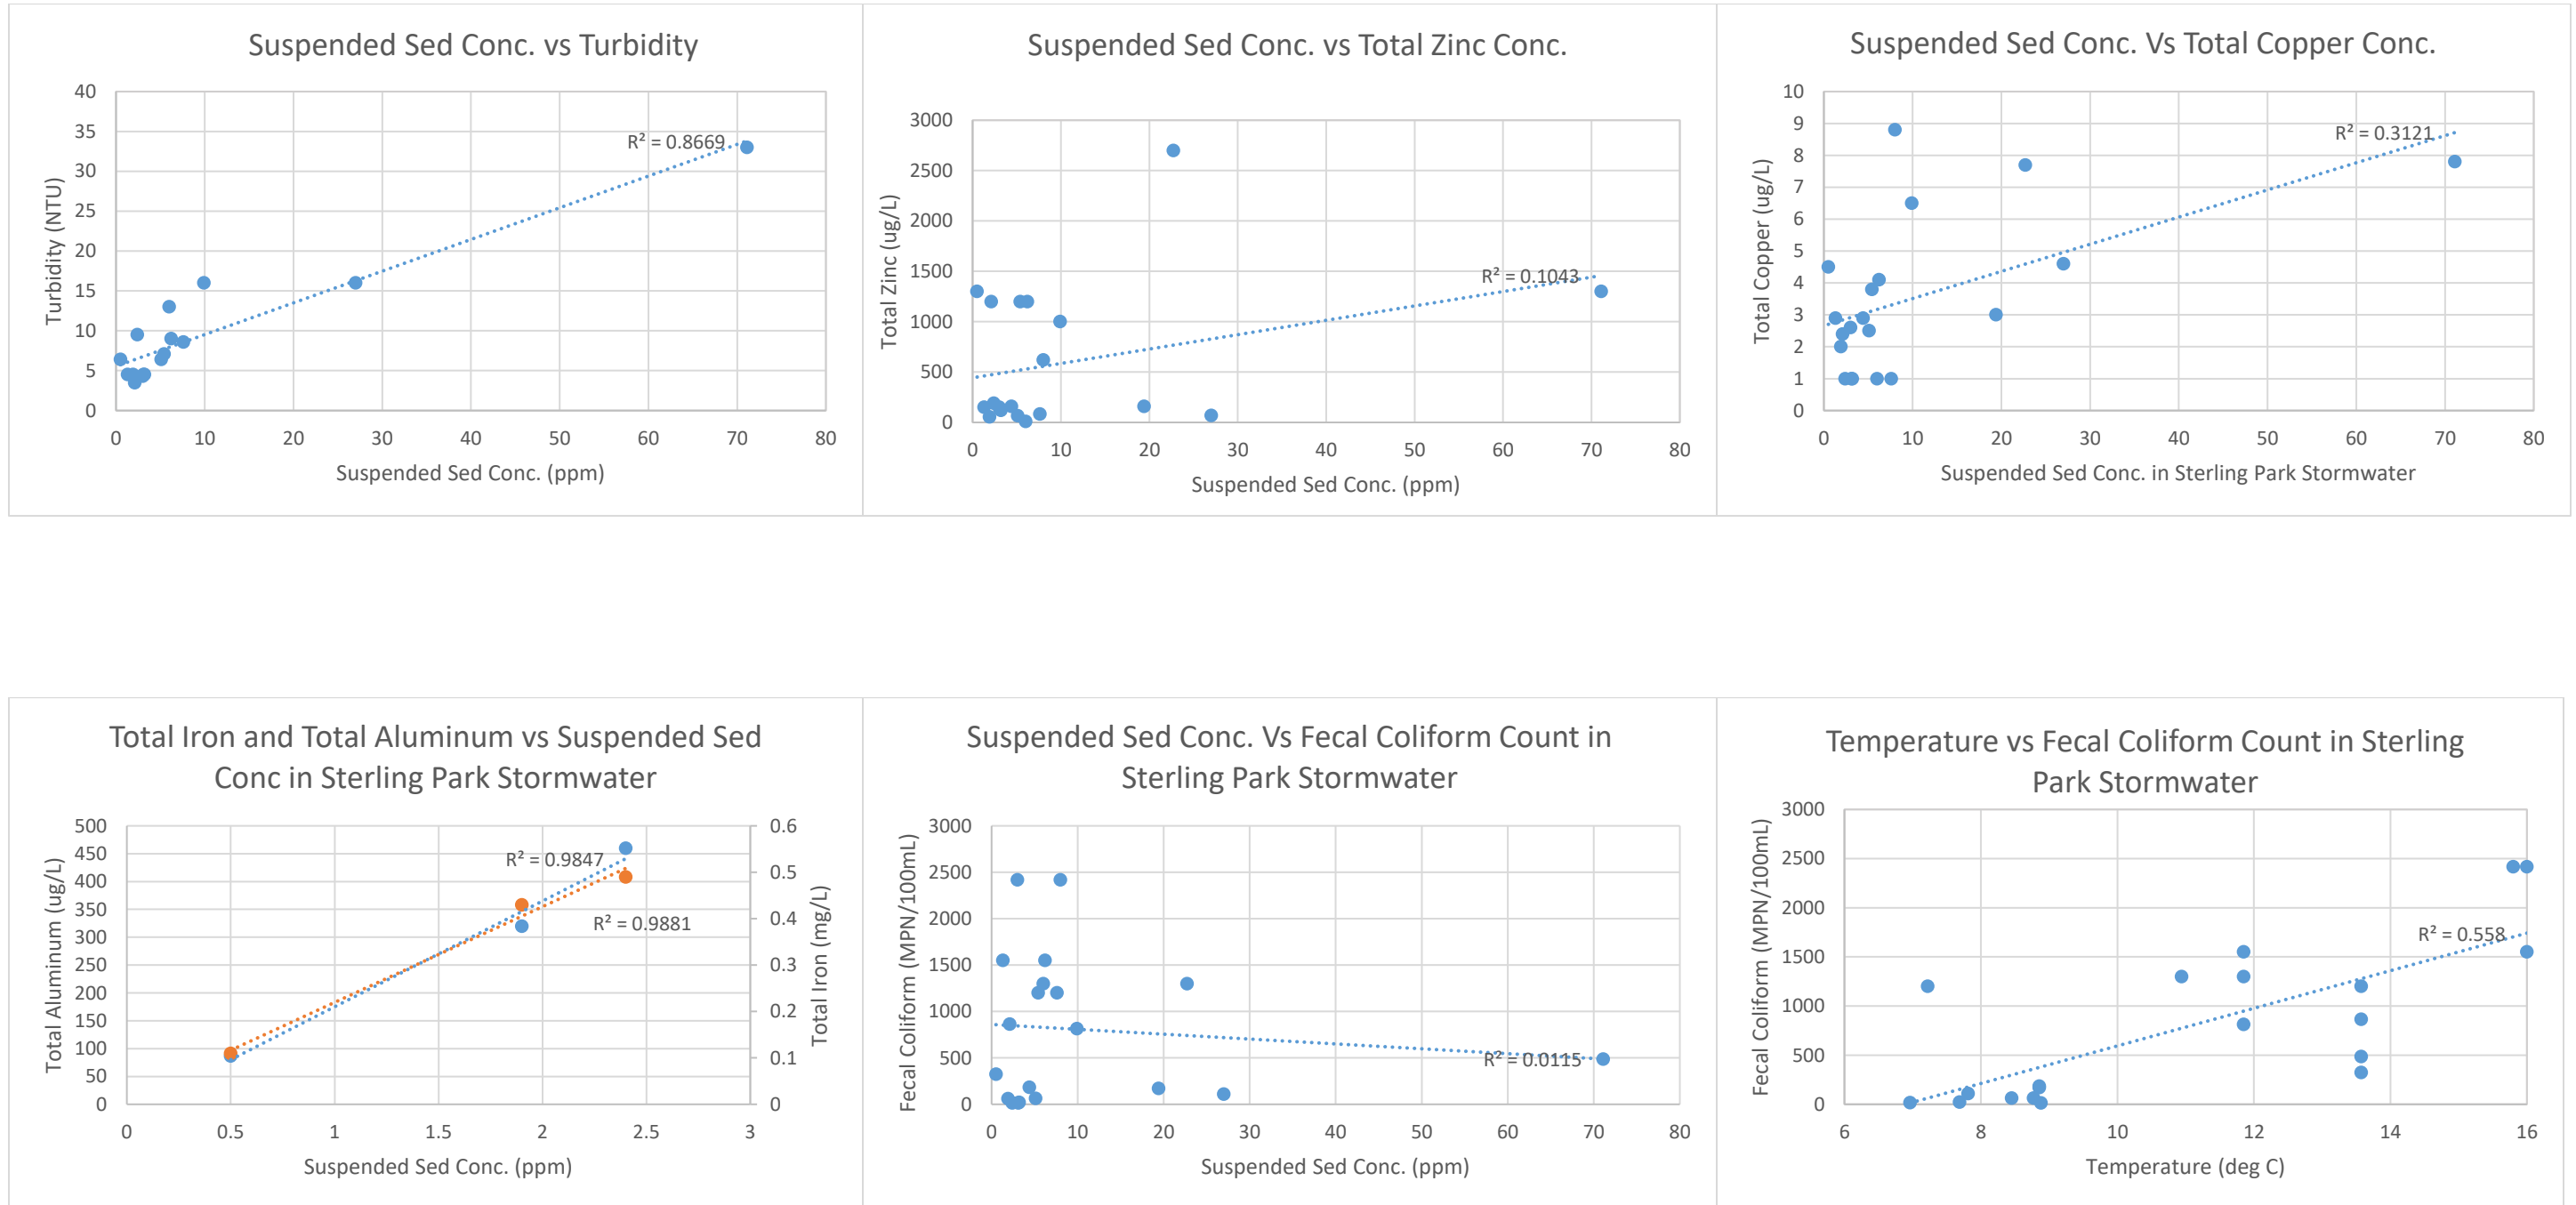 Suspended Sed Conc. vs Turbidity
40
35
30
25
20
15
10
5
0
R² = 0.8669
Turbidity (NTU)
0 10 20 30 40 50 60 70 80
Suspended Sed Conc. (ppm)
Suspended Sed Conc. vs Total Zinc Conc.
3000
2500
2000
1500
1000
500
0
R² = 0.1043
Total Zinc (ug/L)
0 10 20 30 40 50 60 70 80
Suspended Sed Conc. (ppm)
Suspended Sed Conc. Vs Total Copper Conc.
10
9
8
7
6
5
4
3
2
1
0
R² = 0.3121
Total Copper (ug/L)
0 10 20 30 40 50 60 70 80
Suspended Sed Conc. in Sterling Park Stormwater
Total Iron and Total Aluminum vs Suspended Sed
Conc in Sterling Park Stormwater
500
450
400
350
300
250
200
150
100
50
0
Total Aluminum (ug/L)
R² = 0.9847
R² = 0.9881
0.6
0.5
0.4
0.3
0.2
0.1
0
Total Iron (mg/L)
0 0.5 1 1.5 2 2.5 3
Suspended Sed Conc. (ppm)
Suspended Sed Conc. Vs Fecal Coliform Count in
Sterling Park Stormwater
3000
2500
2000
1500
1000
500
0
R² = 0.0115
Fecal Coliform (MPN/100mL)
0 10 20 30 40 50 60 70 80
Suspended Sed Conc. (ppm)
Temperature vs Fecal Coliform Count in Sterling
Park Stormwater
3000
2500
2000
1500
1000
500
0
R² = 0.558
Fecal Coliform (MPN/100mL)
6 8 10 12 14 16
Temperature (deg C)